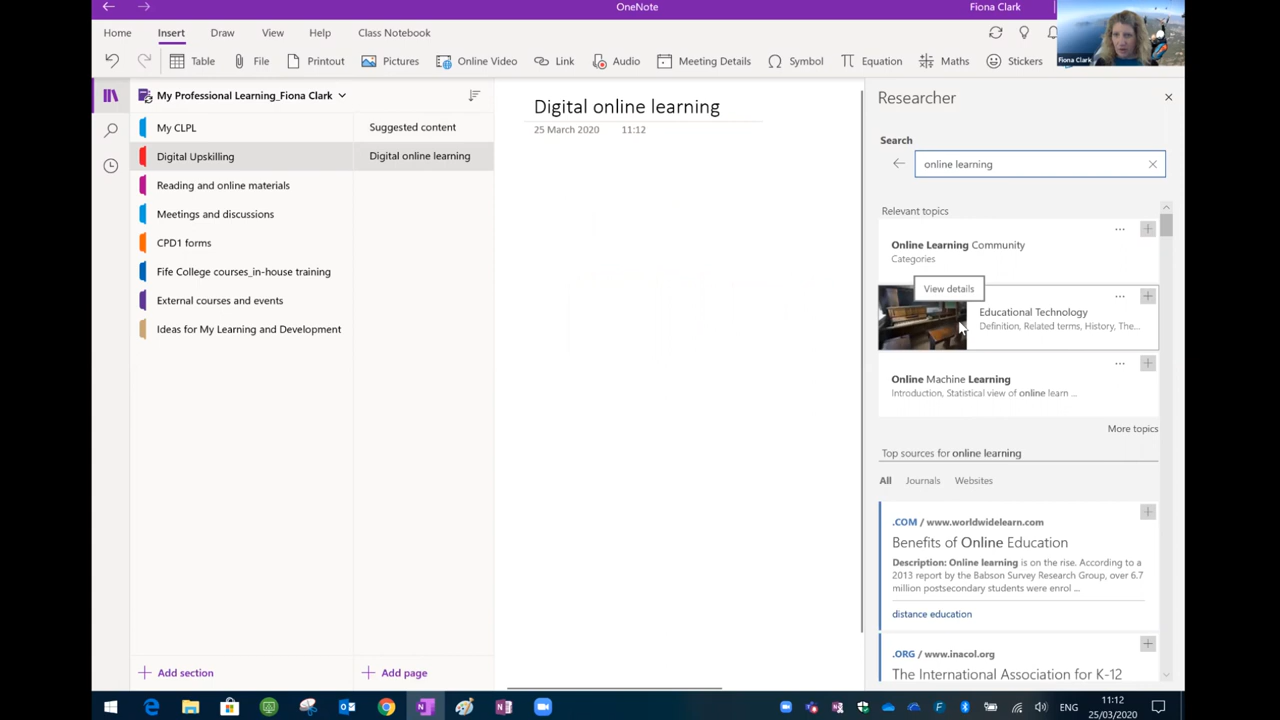 OneNote
Fiona Clark
Fiona Clark
Home
Insert
Draw
View
Help
Class Notebook
Table
File
Printout
Pictures
Online Video
Link
Audio
Meeting Details
Symbol
Equation
Maths
Stickers
My Professional Learning_Fiona Clark
My CLPL
Digital Upskilling
Reading and online materials
Meetings and discussions
CPD1 forms
Fife College courses_in-house training
External courses and events
Ideas for My Learning and Development
Add section
Suggested content
Digital online learning
Add page
Digital online learning
25 March 2020 11:12
Researcher
Search
online learning
Relevant topics
Online Learning Community
Categories
View details
Educational Technology
Definition, Related terms, History, The...
Online Machine Learning
Introduction, Statistical view of online learn ...
More topics
Top sources for online learning
All Journals Websites
.COM / www.worldwidelearn.com
Benefits of Online Education
Description: Online learning is on the rise. According to a
2013 report by the Babson Survey Research Group, over 6.7
million postsecondary students were enrol ...
distance education
.ORG / www.inacol.org
The International Association for K-12
ENG
11:12
25/03/2020